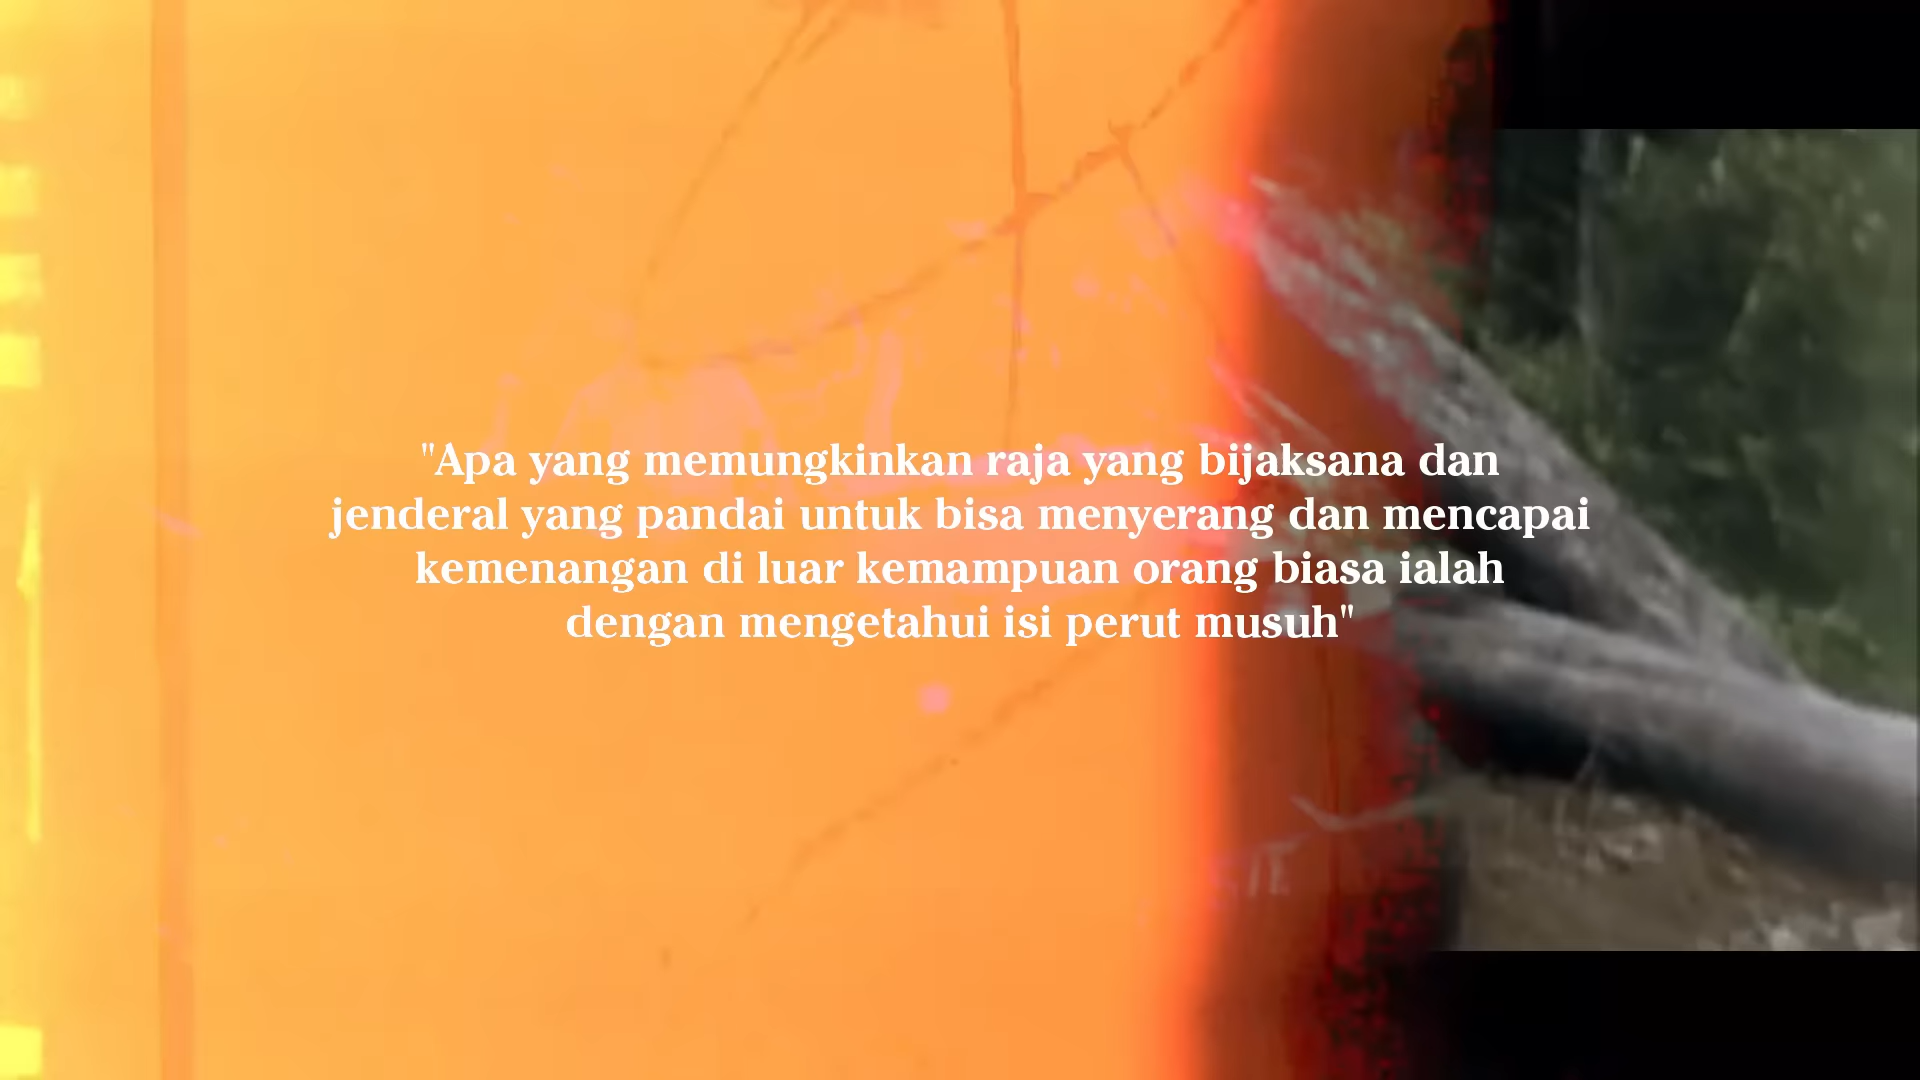 "Apa yang memungkinkan raja yang bijaksana dan
jenderal yang pandai untuk bisa menyerang dan mencapai
kemenangan di luar kemampuan orang biasa ialah
dengan mengetahui isi perut musuh"